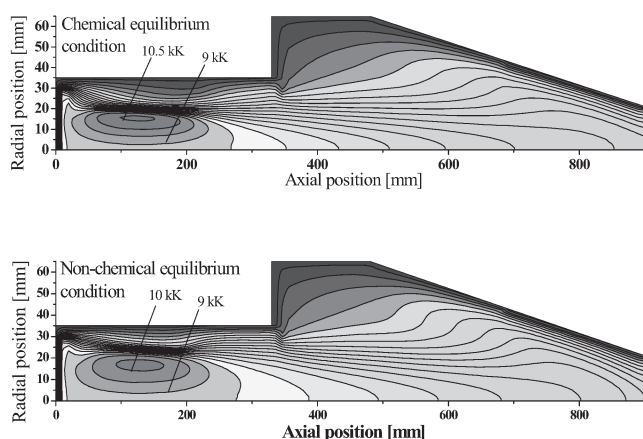 Chemical equilibrium
condition
10.5 kK
9 kK
Radial position [mm]
60
50
40
30
20
10
0
0
200
400
600
800
Axial position [mm]
Non-chemical equilibrium
condition
10 kK
9 kK
Radial position [mm]
60
50
40
30
20
10
0
0
200
400
600
800
Axial position [mm]